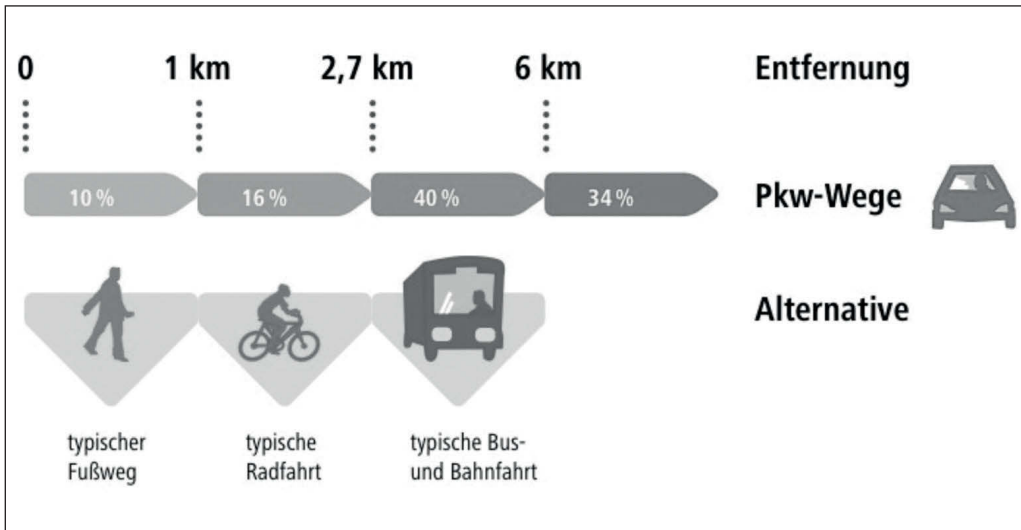 0 1 km 2,7 km 6 km Entfernung
10 % 16 % 40 % 34 % Pkw-Wege
Alternative
typischer
Fußweg
typische
Radfahrt
typische Bus-
und Bahnfahrt